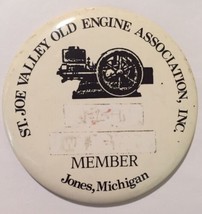 ST. JOE VALLEY OLD ENGINE ASSOCIATION, INC.
MEMBER
Jones, Michigan